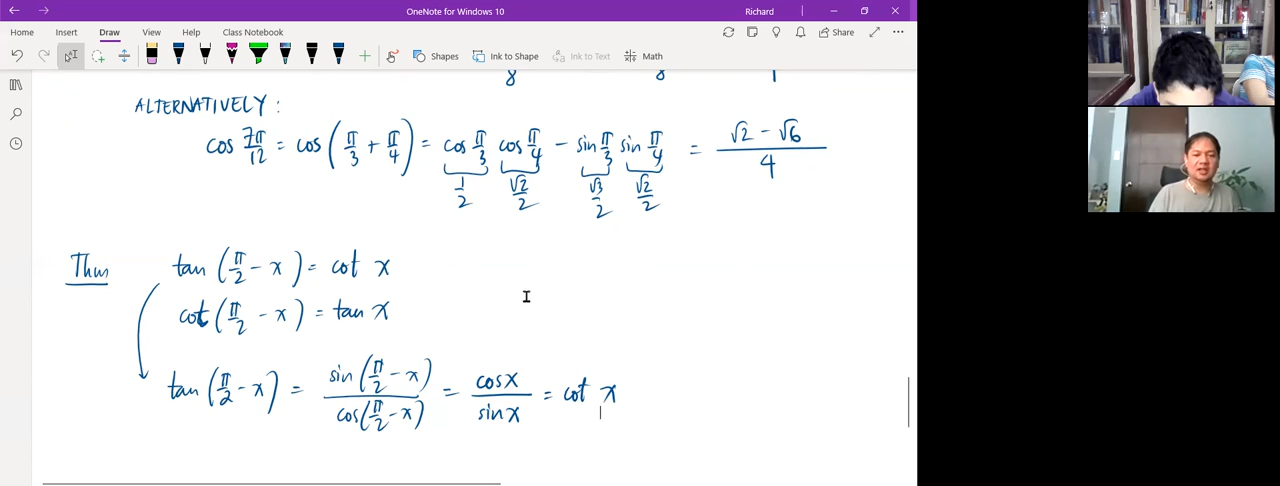 OneNote for Windows 10
Richard
Home Insert Draw View Help Class Notebook
Share
Shapes Ink to Shape Ink to Text Math
8 8 1
ALTERNATIVELY:
cos 7π/12 = cos (π/3 + π/4) = cos π/3 cos π/4 − sin π/3 sin π/4 = (√2 − √6)/4
1/2 √2/2 √3/2 √2/2
Thm tan (π/2 − x) = cot x
cot (π/2 − x) = tan x
tan (π/2 − x) = sin (π/2 − x)/cos (π/2 − x) = cos x/sin x = cot x